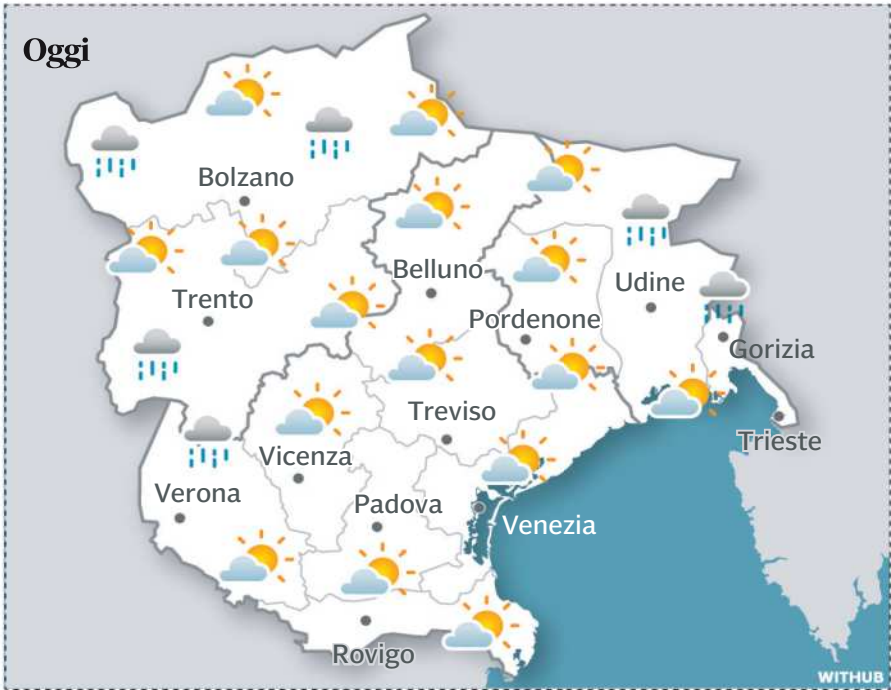 Oggi
Bolzano
Belluno
Trento
Udine
Pordenone
Gorizia
Treviso
Trieste
Vicenza
Verona
Padova
Venezia
Rovigo
WITHUB